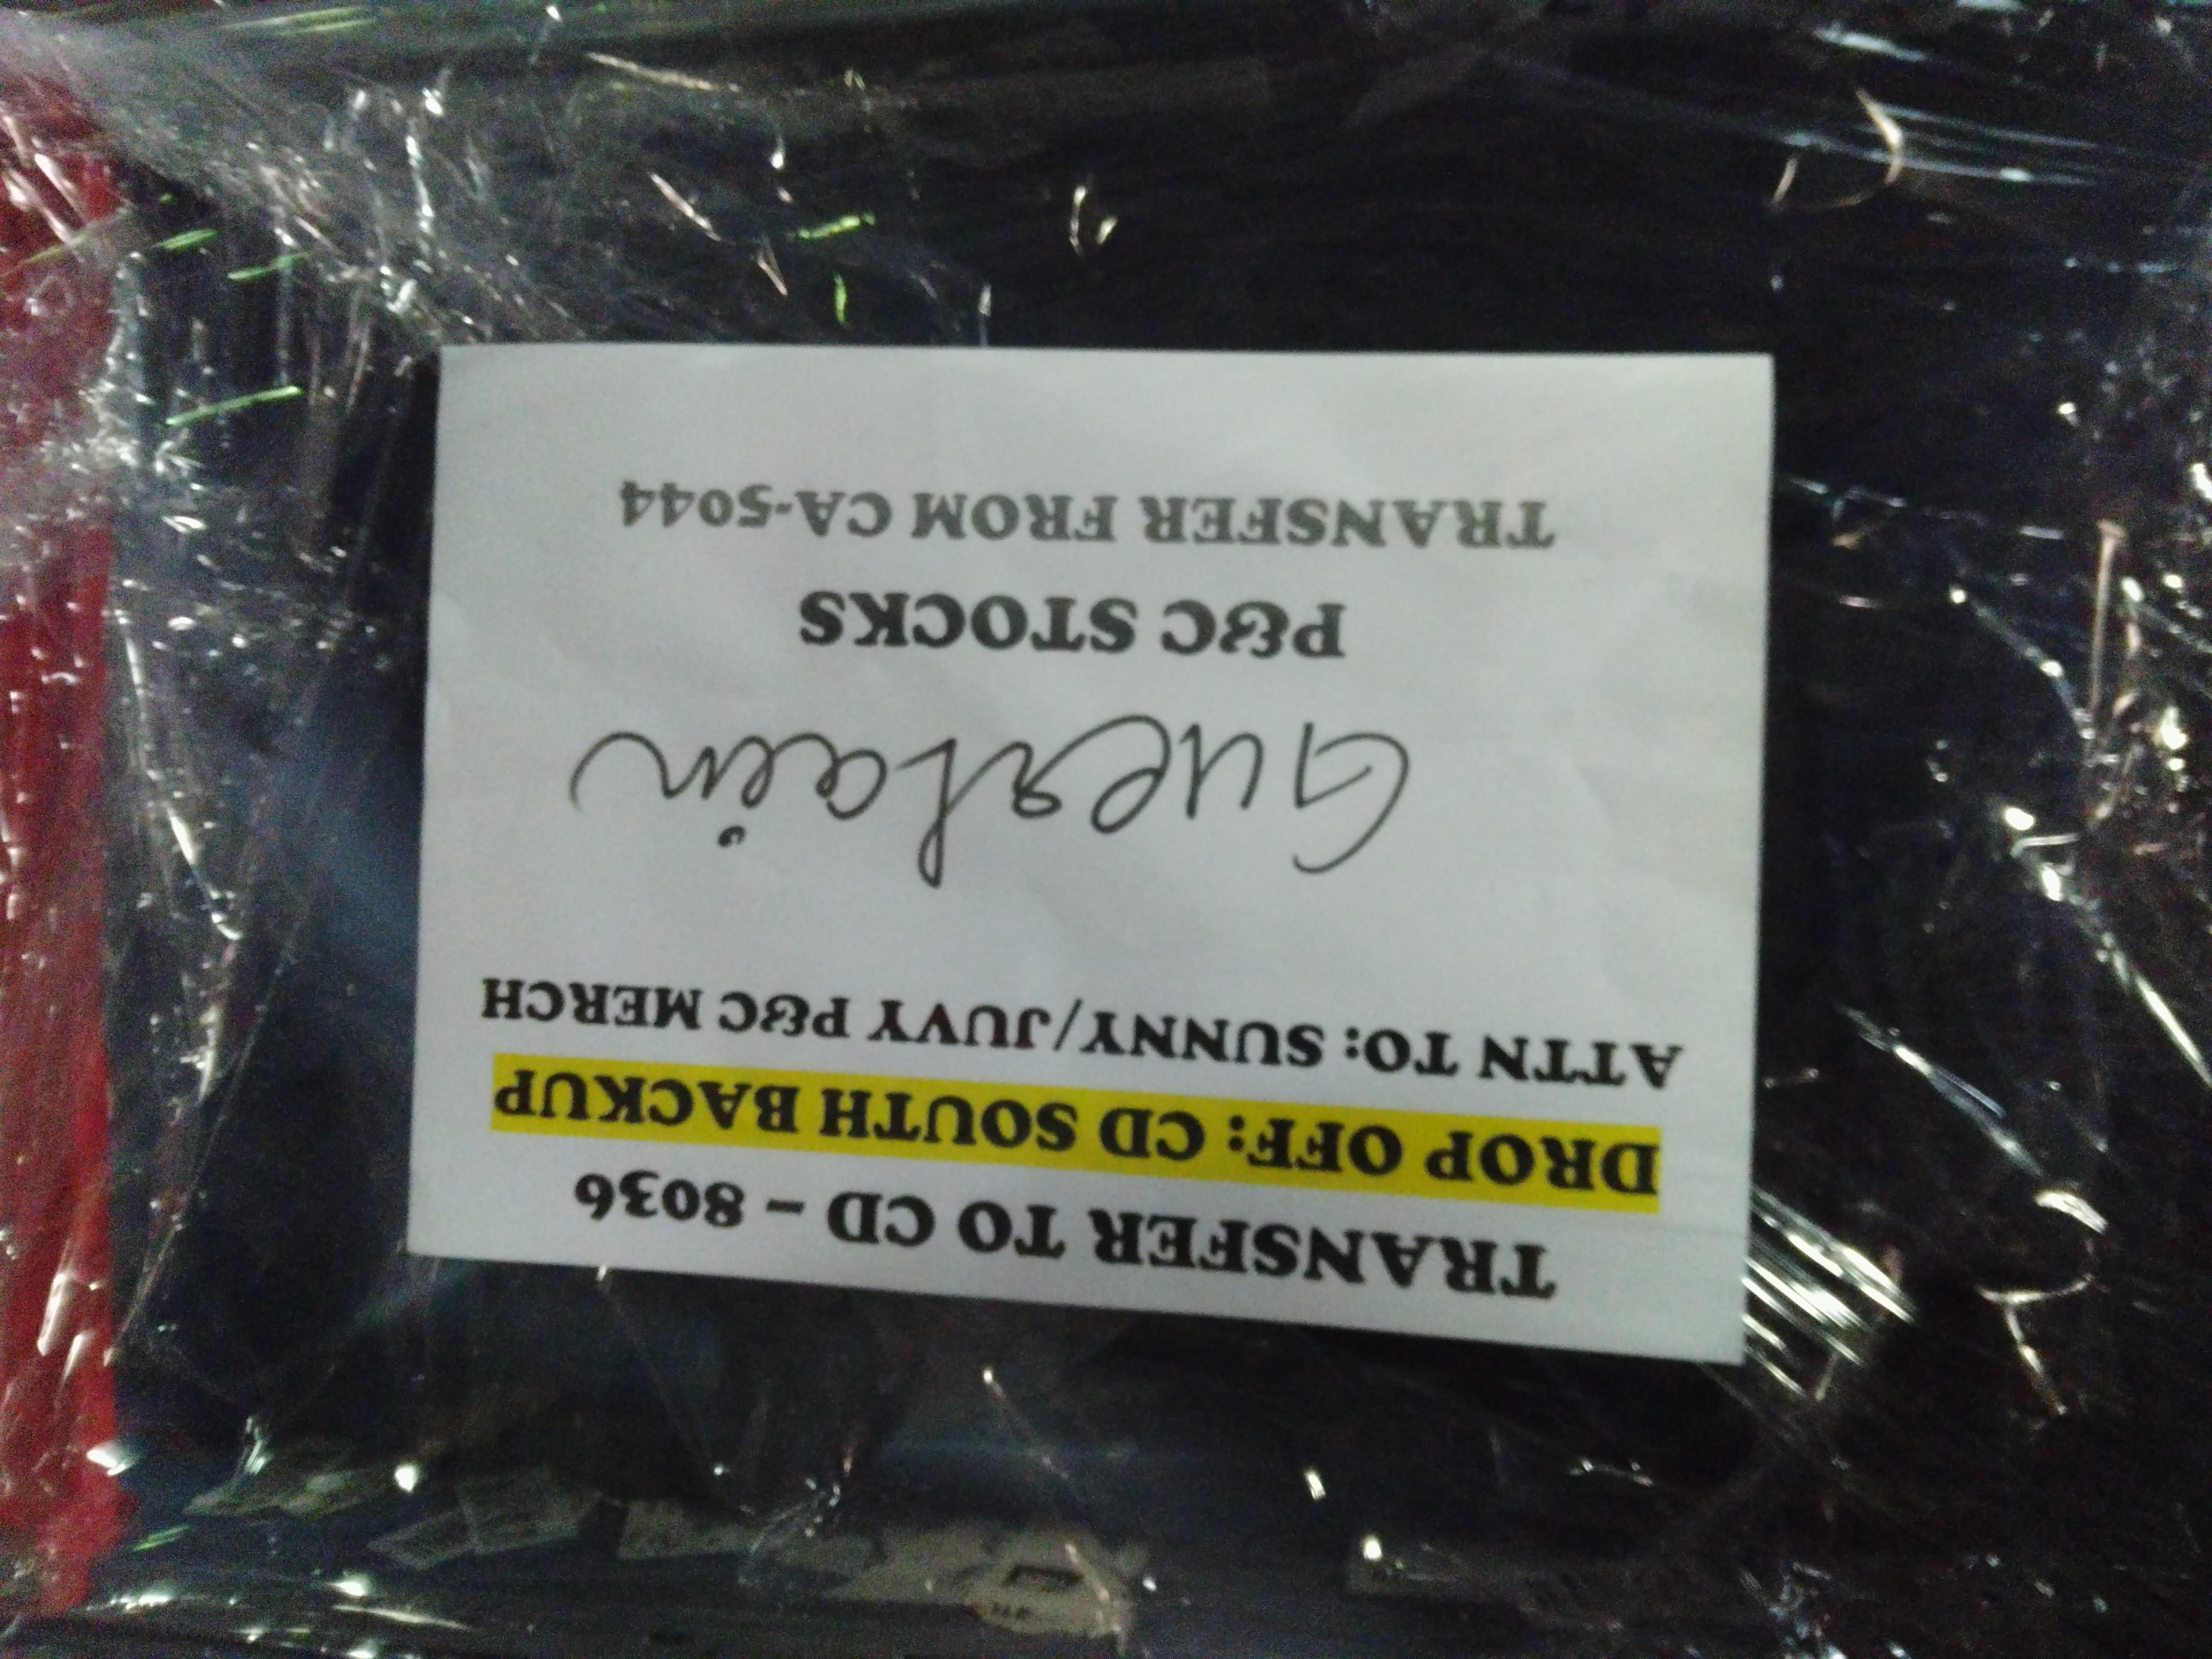 TRANSFER TO CD – 8036
DROP OFF: CD SOUTH BACKUP
ATTN TO: SUNNY/JUVY P&C MERCH
Guerlain
P&C STOCKS
TRANSFER FROM CA-5044